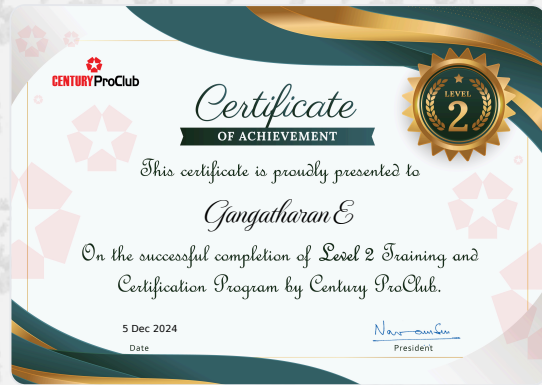 CENTURY ProClub
Certificate
OF ACHIEVEMENT
LEVEL
2
This certificate is proudly presented to
Gangatharan E
On the successful completion of Level 2 Training and
Certification Program by Century ProClub.
5 Dec 2024
Date
President